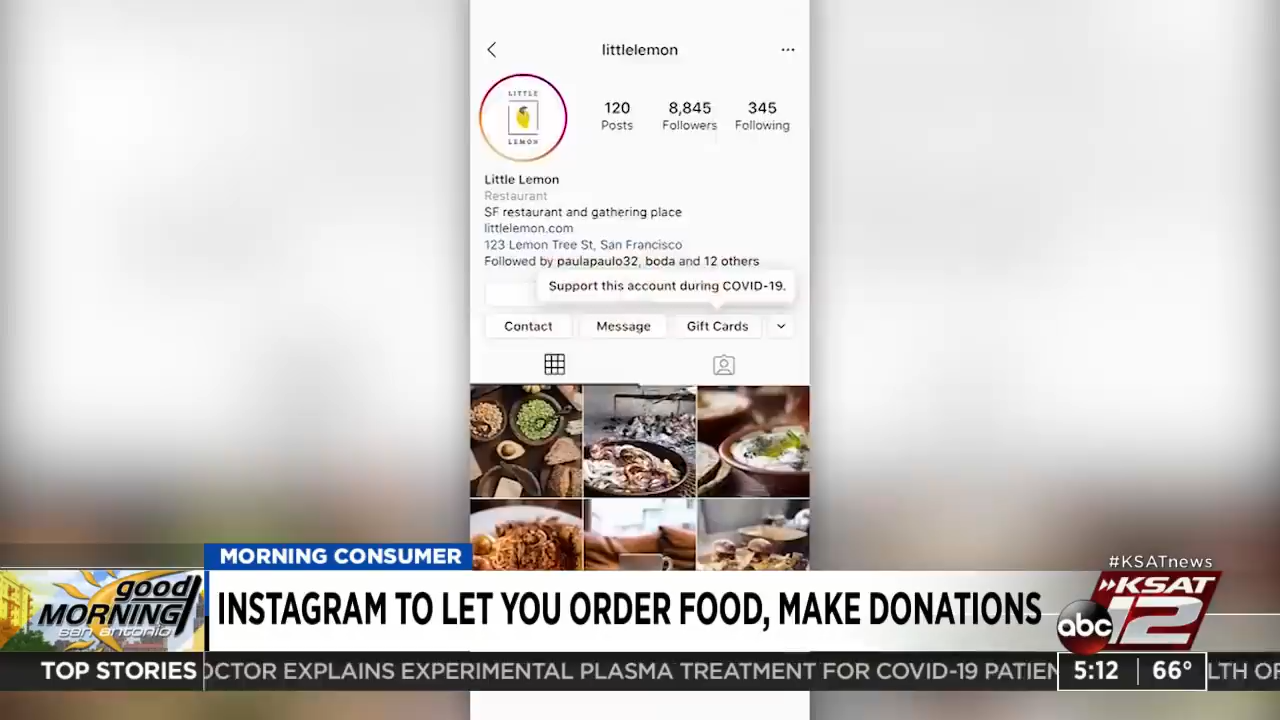 littlelemon
LITTLE
LEMON
120
8,845
345
Posts
Followers
Following
Little Lemon
Restaurant
SF restaurant and gathering place
littlelemon.com
123 Lemon Tree St, San Francisco
Followed by paulapaulo32, boda and 12 others
Support this account during COVID-19.
Contact
Message
Gift Cards
MORNING CONSUMER
#KSATnews
good
MORNING
san antonio
INSTAGRAM TO LET YOU ORDER FOOD, MAKE DONATIONS
KSAT
abc 12
TOP STORIES
OCTOR EXPLAINS EXPERIMENTAL PLASMA TREATMENT FOR COVID-19 PATIEN
5:12
66°
LTH OF